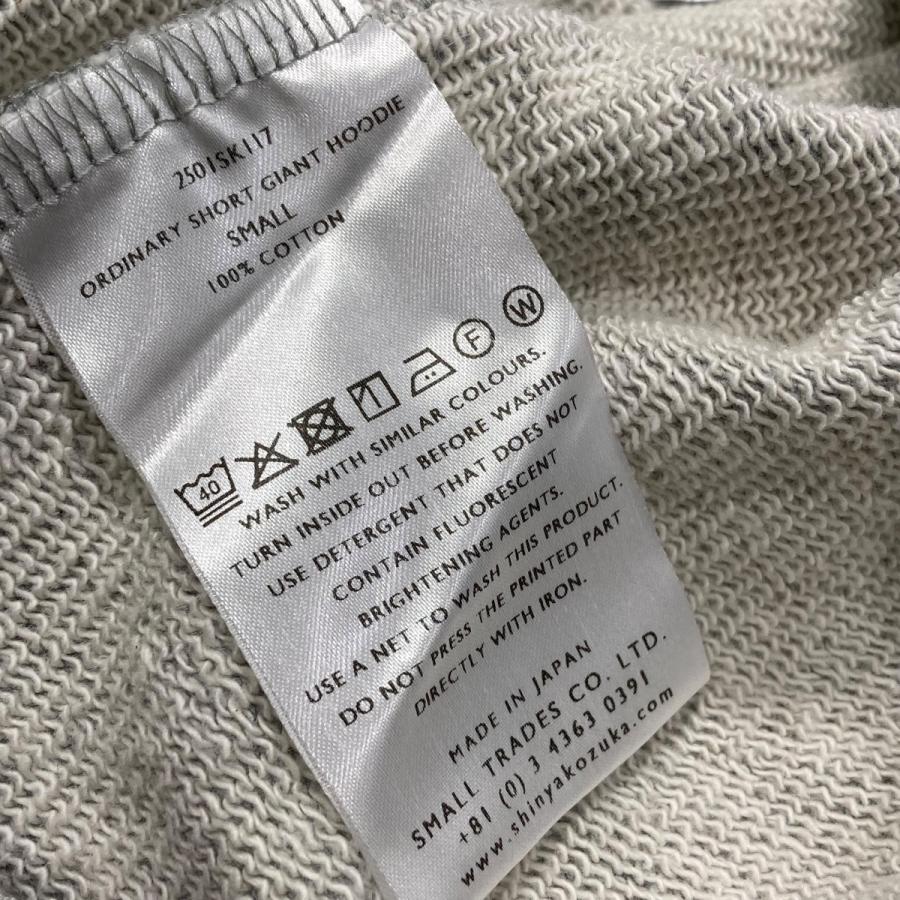 2501SK117
ORDINARY SHORT GIANT HOODIE
SMALL
100% COTTON
40 F W
WASH WITH SIMILAR COLOURS.
TURN INSIDE OUT BEFORE WASHING.
USE DETERGENT THAT DOES NOT
CONTAIN FLUORESCENT
BRIGHTENING AGENTS.
USE A NET TO WASH THIS PRODUCT.
DO NOT PRESS THE PRINTED PART
DIRECTLY WITH IRON.
MADE IN JAPAN
SMALL TRADES CO. LTD.
+81 (0) 3 4363 0391
www.shinyakozuka.com